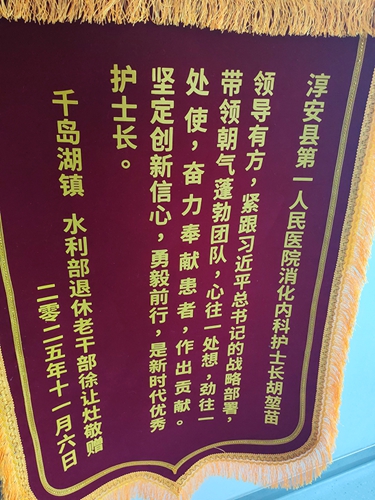 淳安县第一人民医院消化内科护士长胡堃苗
领导有方，紧跟习近平总书记的战略部署，
带领朝气蓬勃团队，心往一处想，劲往一
处使，奋力奉献患者，作出贡献。
坚定创新信心，勇毅前行，是新时代优秀
护士长。
千岛湖镇 水利部退休老干部徐让灶敬赠
二零二五年十一月六日